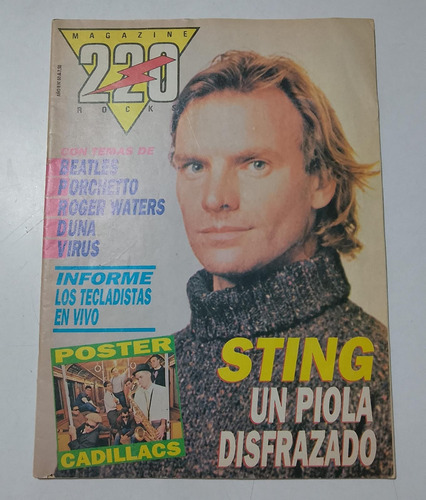 MAGAZINE
220
ROCKS
CON TEMAS DE
BEATLES
PORCHETTO
ROGER WATERS
DUNA
VIRUS
INFORME
LOS TECLADISTAS
EN VIVO
POSTER
CADILLACS
STING
UN PIOLA
DISFRAZADO